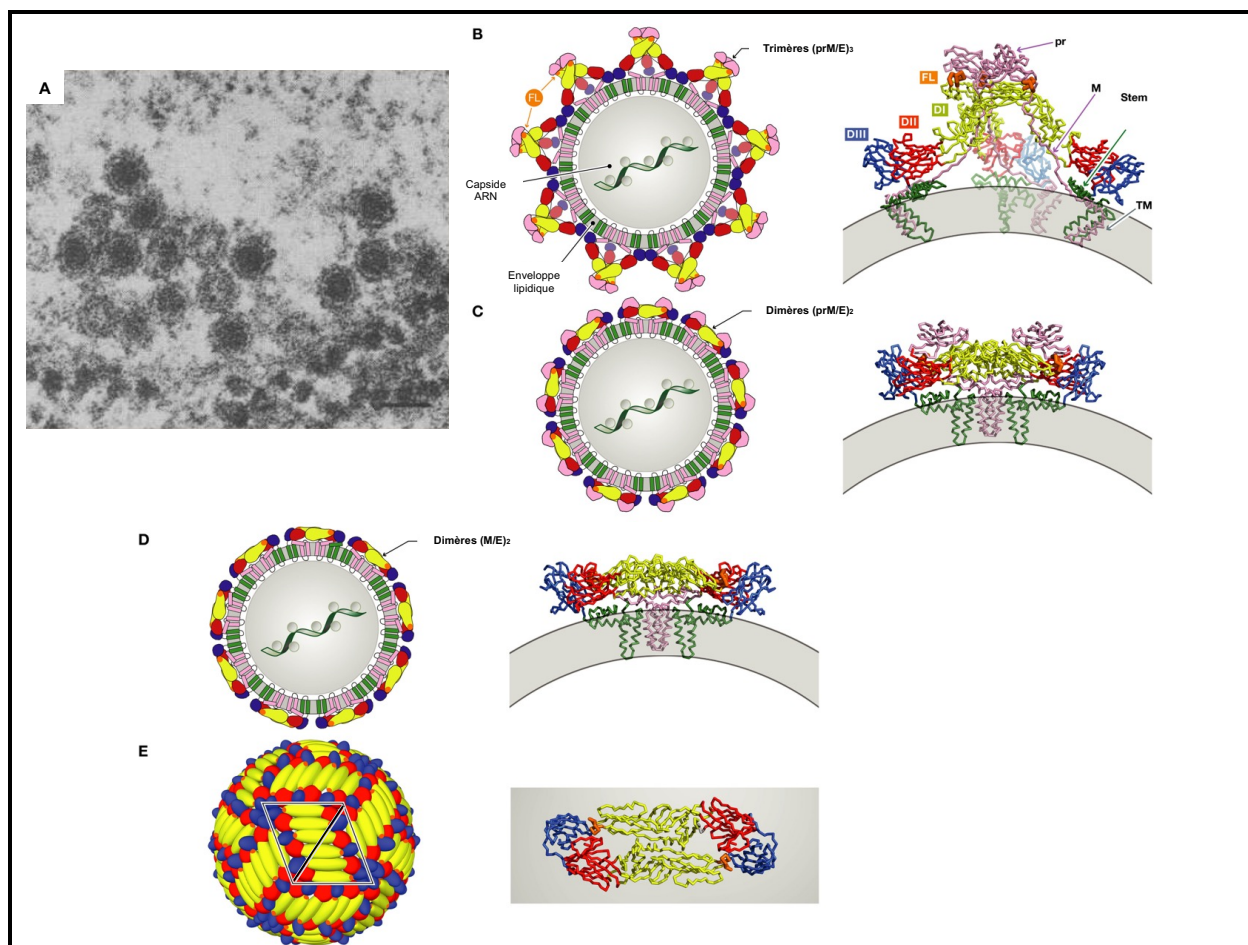 A
B
Trimères (prM/E)3
FL
Capside
ARN
Enveloppe
lipidique
pr
FL
M
Stem
DI
DII
DIII
TM
C
Dimères (prM/E)2
D
Dimères (M/E)2
E